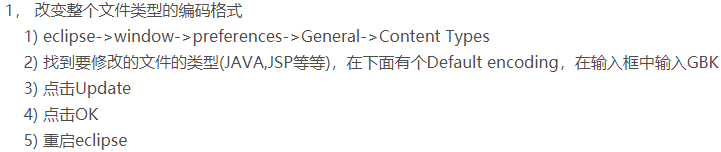 1， 改变整个文件类型的编码格式
1) eclipse->window->preferences->General->Content Types
2) 找到要修改的文件的类型(JAVA,JSP等等)，在下面有个Default encoding，在输入框中输入GBK
3) 点击Update
4) 点击OK
5) 重启eclipse